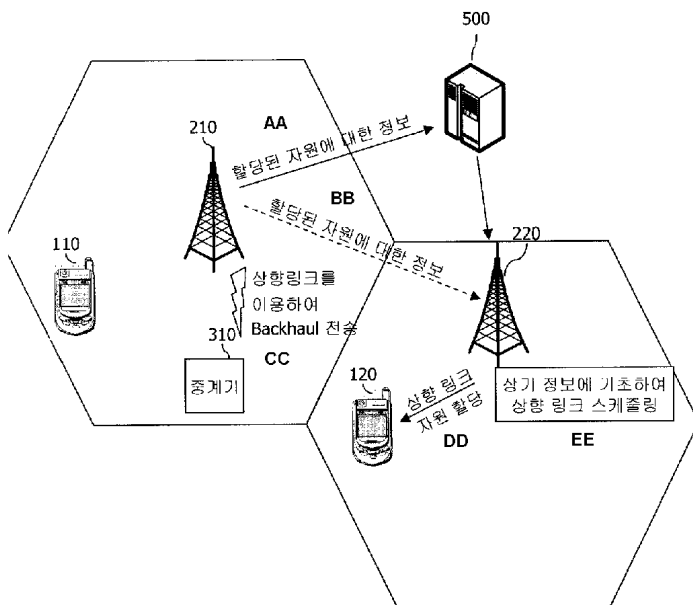 500
AA
210
할당된 자원에 대한 정보
BB
할당된 자원에 대한 정보
220
110
상향링크를
이용하여
Backhaul 전송
310
CC
중계기
120
상향 링크
자원 할당
DD
상기 정보에 기초하여
상향 링크 스케줄링
EE